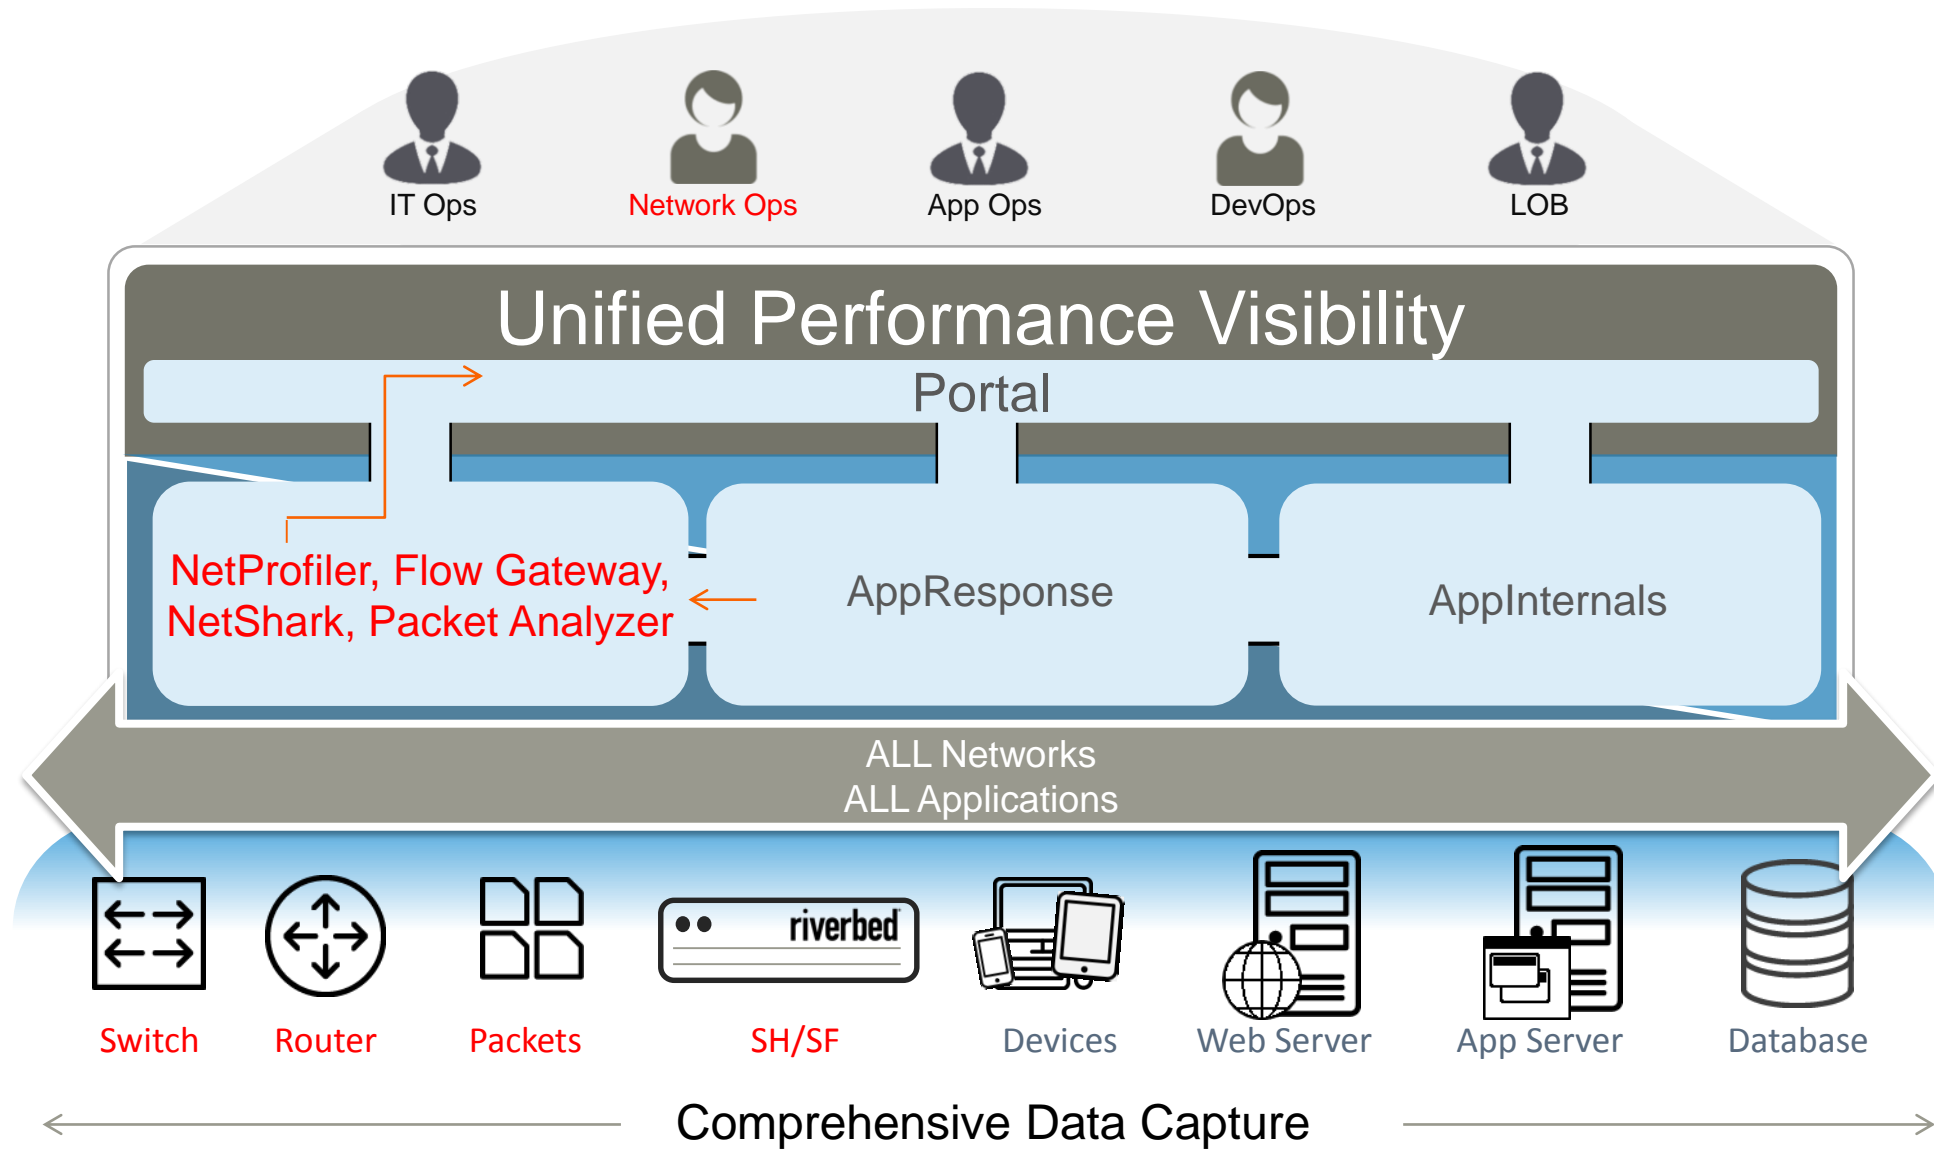 IT Ops
Network Ops
App Ops
DevOps
LOB
Unified Performance Visibility
Portal
NetProfiler, Flow Gateway,
NetShark, Packet Analyzer
AppResponse
AppInternals
ALL Networks
ALL Applications
riverbed
Switch
Router
Packets
SH/SF
Devices
Web Server
App Server
Database
Comprehensive Data Capture